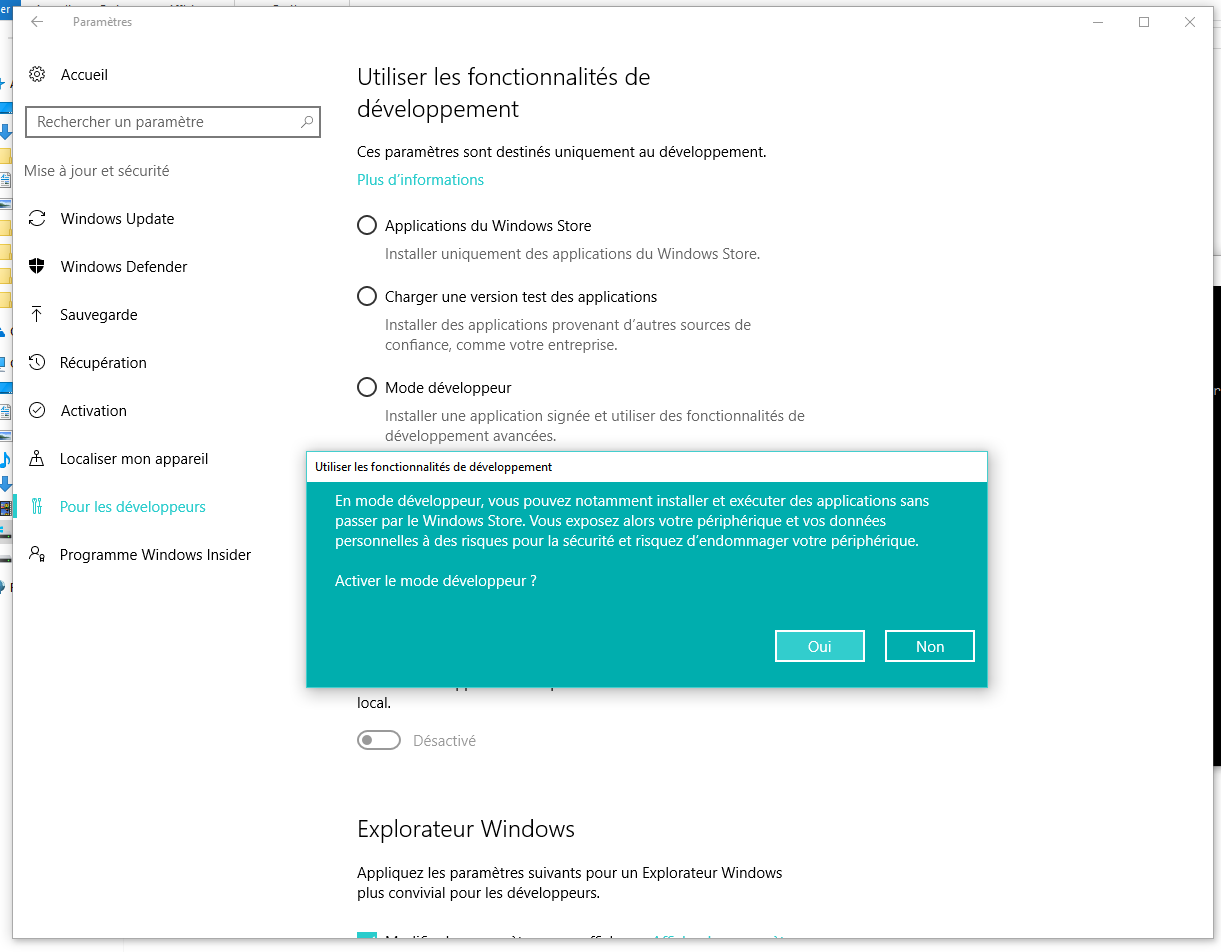 Paramètres
Accueil
Rechercher un paramètre
Mise à jour et sécurité
Windows Update
Windows Defender
Sauvegarde
Récupération
Activation
Localiser mon appareil
Pour les développeurs
Programme Windows Insider
Utiliser les fonctionnalités de
développement
Ces paramètres sont destinés uniquement au développement.
Plus d’informations
Applications du Windows Store
Installer uniquement des applications du Windows Store.
Charger une version test des applications
Installer des applications provenant d’autres sources de
confiance, comme votre entreprise.
Mode développeur
Installer une application signée et utiliser des fonctionnalités de
développement avancées.
Utiliser les fonctionnalités de développement
En mode développeur, vous pouvez notamment installer et exécuter des applications sans
passer par le Windows Store. Vous exposez alors votre périphérique et vos données
personnelles à des risques pour la sécurité et risquez d’endommager votre périphérique.
Activer le mode développeur ?
Oui
Non
local.
Désactivé
Explorateur Windows
Appliquez les paramètres suivants pour un Explorateur Windows
plus convivial pour les développeurs.